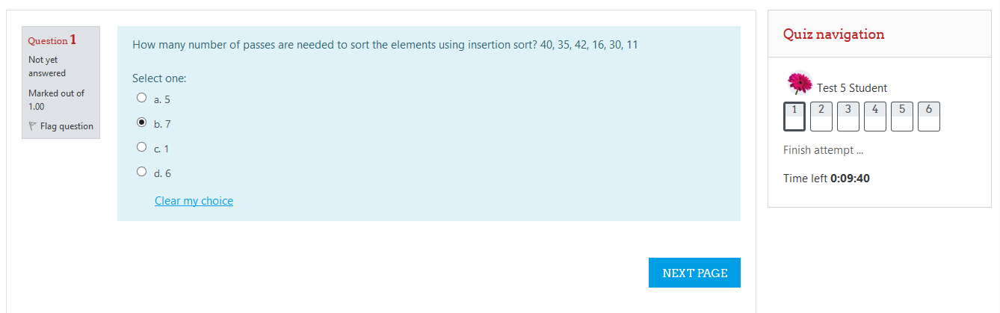 Question 1
Not yet
answered
Marked out of
1.00
Flag question
How many number of passes are needed to sort the elements using insertion sort? 40, 35, 42, 16, 30, 11
Select one:
a. 5
b. 7
c. 1
d. 6
Clear my choice
NEXT PAGE
Quiz navigation
Test 5 Student
1 2 3 4 5 6
Finish attempt ...
Time left 0:09:40